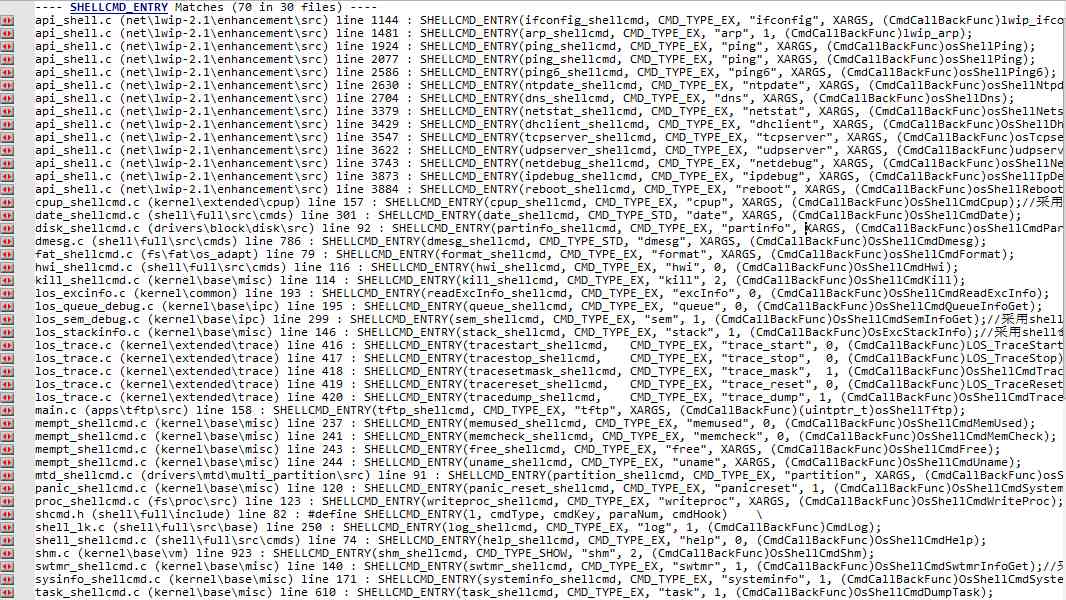 ---- SHELLCMD_ENTRY Matches (70 in 30 files) ----
api_shell.c (net\lwip-2.1\enhancement\src) line 1144 : SHELLCMD_ENTRY(ifconfig_shellcmd, CMD_TYPE_EX, "ifconfig", XARGS, (CmdCallBackFunc)lwip_ifco
api_shell.c (net\lwip-2.1\enhancement\src) line 1481 : SHELLCMD_ENTRY(arp_shellcmd, CMD_TYPE_EX, "arp", 1, (CmdCallBackFunc)lwip_arp);
api_shell.c (net\lwip-2.1\enhancement\src) line 1924 : SHELLCMD_ENTRY(ping_shellcmd, CMD_TYPE_EX, "ping", XARGS, (CmdCallBackFunc)osShellPing);
api_shell.c (net\lwip-2.1\enhancement\src) line 2077 : SHELLCMD_ENTRY(ping_shellcmd, CMD_TYPE_EX, "ping", XARGS, (CmdCallBackFunc)osShellPing);
api_shell.c (net\lwip-2.1\enhancement\src) line 2586 : SHELLCMD_ENTRY(ping6_shellcmd, CMD_TYPE_EX, "ping6", XARGS, (CmdCallBackFunc)osShellPing6);
api_shell.c (net\lwip-2.1\enhancement\src) line 2630 : SHELLCMD_ENTRY(ntpdate_shellcmd, CMD_TYPE_EX, "ntpdate", XARGS, (CmdCallBackFunc)osShellNtpd
api_shell.c (net\lwip-2.1\enhancement\src) line 2704 : SHELLCMD_ENTRY(dns_shellcmd, CMD_TYPE_EX, "dns", XARGS, (CmdCallBackFunc)osShellDns);
api_shell.c (net\lwip-2.1\enhancement\src) line 3379 : SHELLCMD_ENTRY(netstat_shellcmd, CMD_TYPE_EX, "netstat", XARGS, (CmdCallBackFunc)osShellNets
api_shell.c (net\lwip-2.1\enhancement\src) line 3429 : SHELLCMD_ENTRY(dhclient_shellcmd, CMD_TYPE_EX, "dhclient", XARGS, (CmdCallBackFunc)OsShellDh
api_shell.c (net\lwip-2.1\enhancement\src) line 3547 : SHELLCMD_ENTRY(tcpserver_shellcmd, CMD_TYPE_EX, "tcpserver", XARGS, (CmdCallBackFunc)osTcpse
api_shell.c (net\lwip-2.1\enhancement\src) line 3622 : SHELLCMD_ENTRY(udpserver_shellcmd, CMD_TYPE_EX, "udpserver", XARGS, (CmdCallBackFunc)udpserv
api_shell.c (net\lwip-2.1\enhancement\src) line 3743 : SHELLCMD_ENTRY(netdebug_shellcmd, CMD_TYPE_EX, "netdebug", XARGS, (CmdCallBackFunc)osShellNe
api_shell.c (net\lwip-2.1\enhancement\src) line 3873 : SHELLCMD_ENTRY(ipdebug_shellcmd, CMD_TYPE_EX, "ipdebug", XARGS, (CmdCallBackFunc)osShellIpDe
api_shell.c (net\lwip-2.1\enhancement\src) line 3884 : SHELLCMD_ENTRY(reboot_shellcmd, CMD_TYPE_EX, "reboot", XARGS, (CmdCallBackFunc)osShellReboot
cpup_shellcmd.c (kernel\extended\cpup) line 157 : SHELLCMD_ENTRY(cpup_shellcmd, CMD_TYPE_EX, "cpup", XARGS, (CmdCallBackFunc)OsShellCmdCpup);//采用
date_shellcmd.c (shell\full\src\cmds) line 301 : SHELLCMD_ENTRY(date_shellcmd, CMD_TYPE_STD, "date", XARGS, (CmdCallBackFunc)OsShellCmdDate);
disk_shellcmd.c (drivers\block\disk\src) line 92 : SHELLCMD_ENTRY(partinfo_shellcmd, CMD_TYPE_EX, "partinfo", XARGS, (CmdCallBackFunc)osShellCmdPar
dmesg.c (shell\full\src\cmds) line 786 : SHELLCMD_ENTRY(dmesg_shellcmd, CMD_TYPE_STD, "dmesg", XARGS, (CmdCallBackFunc)OsShellCmdDmesg);
fat_shellcmd.c (fs\fat\os_adapt) line 79 : SHELLCMD_ENTRY(format_shellcmd, CMD_TYPE_EX, "format", XARGS, (CmdCallBackFunc)osShellCmdFormat);
hwi_shellcmd.c (shell\full\src\cmds) line 116 : SHELLCMD_ENTRY(hwi_shellcmd, CMD_TYPE_EX, "hwi", 0, (CmdCallBackFunc)OsShellCmdHwi);
kill_shellcmd.c (kernel\base\misc) line 114 : SHELLCMD_ENTRY(kill_shellcmd, CMD_TYPE_EX, "kill", 2, (CmdCallBackFunc)OsShellCmdKill);
los_excinfo.c (kernel\common) line 193 : SHELLCMD_ENTRY(readExcInfo_shellcmd, CMD_TYPE_EX, "excInfo", 0, (CmdCallBackFunc)OsShellCmdReadExcInfo);
los_queue_debug.c (kernel\base\ipc) line 195 : SHELLCMD_ENTRY(queue_shellcmd, CMD_TYPE_EX, "queue", 0, (CmdCallBackFunc)OsShellCmdQueueInfoGet);
los_sem_debug.c (kernel\base\ipc) line 299 : SHELLCMD_ENTRY(sem_shellcmd, CMD_TYPE_EX, "sem", 1, (CmdCallBackFunc)OsShellCmdSemInfoGet);//采用shell
los_stackinfo.c (kernel\base\misc) line 146 : SHELLCMD_ENTRY(stack_shellcmd, CMD_TYPE_EX, "stack", 1, (CmdCallBackFunc)OsExcStackInfo);//采用shell
los_trace.c (kernel\extended\trace) line 416 : SHELLCMD_ENTRY(tracestart_shellcmd,   CMD_TYPE_EX, "trace_start", 0, (CmdCallBackFunc)LOS_TraceStart
los_trace.c (kernel\extended\trace) line 417 : SHELLCMD_ENTRY(tracestop_shellcmd,    CMD_TYPE_EX, "trace_stop",  0, (CmdCallBackFunc)LOS_TraceStop)
los_trace.c (kernel\extended\trace) line 418 : SHELLCMD_ENTRY(tracesetmask_shellcmd, CMD_TYPE_EX, "trace_mask",  1, (CmdCallBackFunc)OsShellCmdTrac
los_trace.c (kernel\extended\trace) line 419 : SHELLCMD_ENTRY(tracereset_shellcmd,   CMD_TYPE_EX, "trace_reset", 0, (CmdCallBackFunc)LOS_TraceReset
los_trace.c (kernel\extended\trace) line 420 : SHELLCMD_ENTRY(tracedump_shellcmd,    CMD_TYPE_EX, "trace_dump", 1, (CmdCallBackFunc)OsShellCmdTrace
main.c (apps\tftp\src) line 158 : SHELLCMD_ENTRY(tftp_shellcmd, CMD_TYPE_EX, "tftp", XARGS, (CmdCallBackFunc)(uintptr_t)osShellTftp);
mempt_shellcmd.c (kernel\base\misc) line 237 : SHELLCMD_ENTRY(memused_shellcmd, CMD_TYPE_EX, "memused", 0, (CmdCallBackFunc)OsShellCmdMemUsed);
mempt_shellcmd.c (kernel\base\misc) line 241 : SHELLCMD_ENTRY(memcheck_shellcmd, CMD_TYPE_EX, "memcheck", 0, (CmdCallBackFunc)OsShellCmdMemCheck);
mempt_shellcmd.c (kernel\base\misc) line 243 : SHELLCMD_ENTRY(free_shellcmd, CMD_TYPE_EX, "free", XARGS, (CmdCallBackFunc)OsShellCmdFree);
mempt_shellcmd.c (kernel\base\misc) line 244 : SHELLCMD_ENTRY(uname_shellcmd, CMD_TYPE_EX, "uname", XARGS, (CmdCallBackFunc)OsShellCmdUname);
mtd_shellcmd.c (drivers\mtd\multi_partition\src) line 91 : SHELLCMD_ENTRY(partition_shellcmd, CMD_TYPE_EX, "partition", XARGS, (CmdCallBackFunc)osS
panic_shellcmd.c (kernel\base\misc) line 120 : SHELLCMD_ENTRY(panic_reset_shellcmd, CMD_TYPE_EX, "panicreset", 1, (CmdCallBackFunc)OsShellCmdSystem
proc_shellcmd.c (fs\proc\src) line 123 : SHELLCMD_ENTRY(writeproc_shellcmd, CMD_TYPE_EX, "writeproc", XARGS, (CmdCallBackFunc)OsShellCmdWriteProc);
shcmd.h (shell\full\include) line 82 : #define SHELLCMD_ENTRY(l, cmdType, cmdKey, paraNum, cmdHook)    \
shell_lk.c (shell\full\src\base) line 250 : SHELLCMD_ENTRY(log_shellcmd, CMD_TYPE_EX, "log", 1, (CmdCallBackFunc)CmdLog);
shell_shellcmd.c (shell\full\src\cmds) line 74 : SHELLCMD_ENTRY(help_shellcmd, CMD_TYPE_EX, "help", 0, (CmdCallBackFunc)OsShellCmdHelp);
shm.c (kernel\base\vm) line 923 : SHELLCMD_ENTRY(shm_shellcmd, CMD_TYPE_SHOW, "shm", 2, (CmdCallBackFunc)OsShellCmdShm);
swtmr_shellcmd.c (kernel\base\misc) line 140 : SHELLCMD_ENTRY(swtmr_shellcmd, CMD_TYPE_EX, "swtmr", 1, (CmdCallBackFunc)OsShellCmdSwtmrInfoGet);//
sysinfo_shellcmd.c (kernel\base\misc) line 171 : SHELLCMD_ENTRY(systeminfo_shellcmd, CMD_TYPE_EX, "systeminfo", 1, (CmdCallBackFunc)OsShellCmdSyste
task_shellcmd.c (kernel\base\misc) line 610 : SHELLCMD_ENTRY(task_shellcmd, CMD_TYPE_EX, "task", 1, (CmdCallBackFunc)OsShellCmdDumpTask);